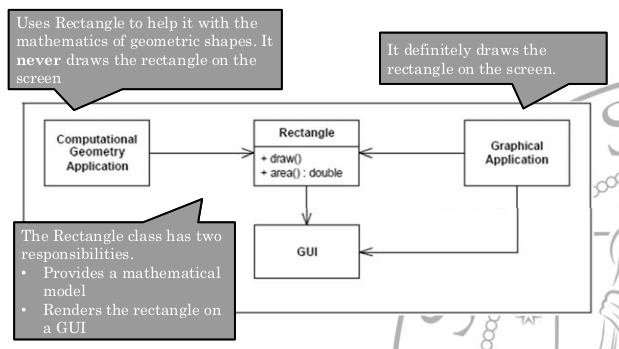 Uses Rectangle to help it with the
mathematics of geometric shapes. It
never draws the rectangle on the
screen
It definitely draws the
rectangle on the screen.
Computational
Geometry
Application
Rectangle
+ draw()
+ area() : double
Graphical
Application
GUI
The Rectangle class has two
responsibilities.
• Provides a mathematical
model
• Renders the rectangle on
a GUI